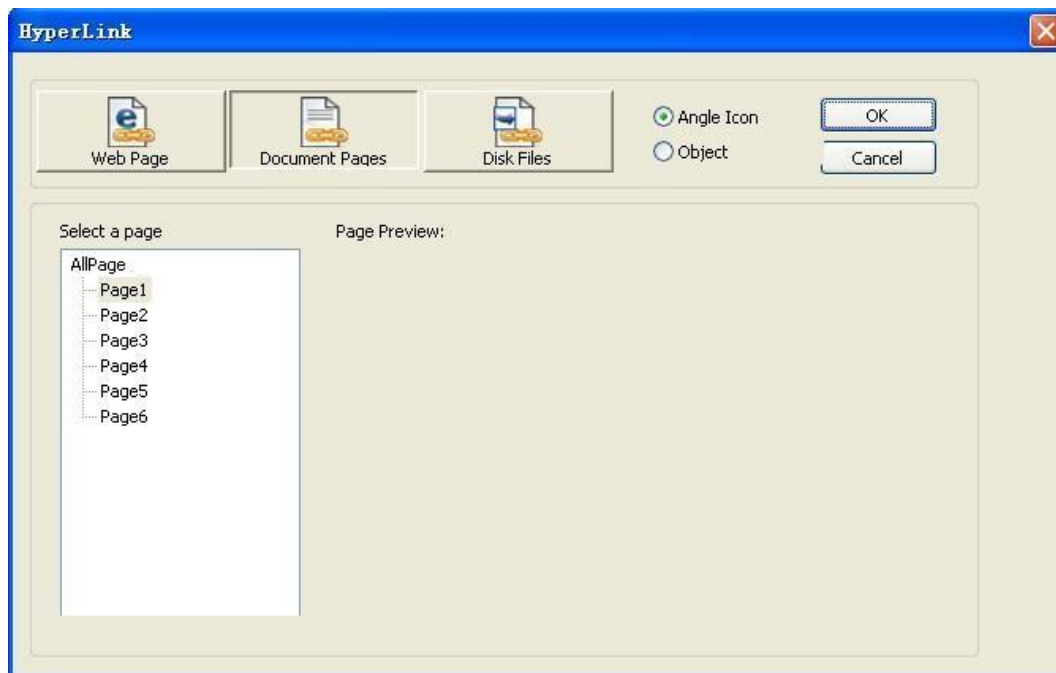 HyperLink
Web Page
Document Pages
Disk Files
Angle Icon
Object
OK
Cancel
Select a page
Page Preview:
AllPage
Page1
Page2
Page3
Page4
Page5
Page6